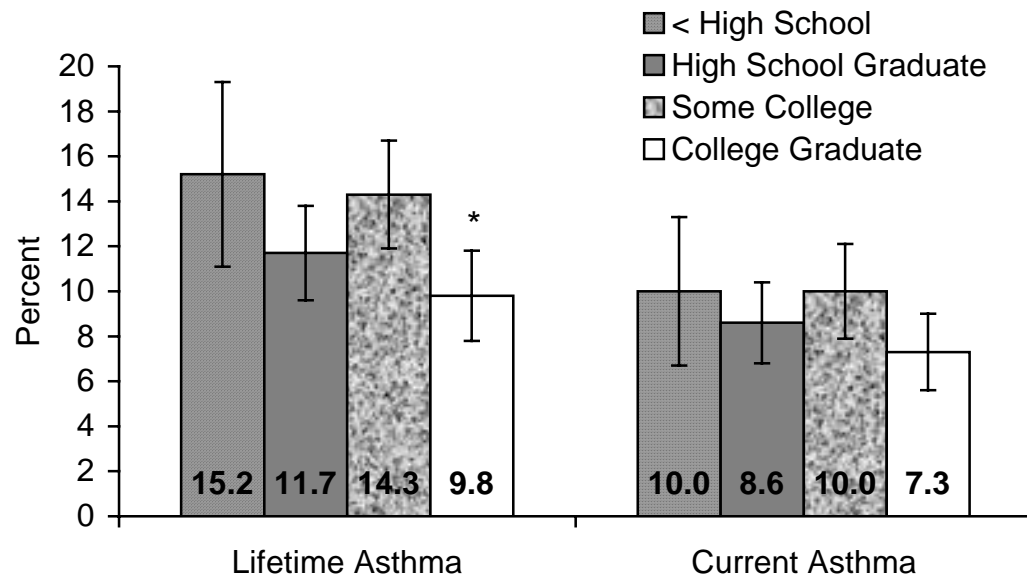 < High School
High School Graduate
Some College
College Graduate
Percent
20
18
16
14
12
10
8
6
4
2
0
*
15.2 11.7 14.3 9.8 10.0 8.6 10.0 7.3
Lifetime Asthma Current Asthma